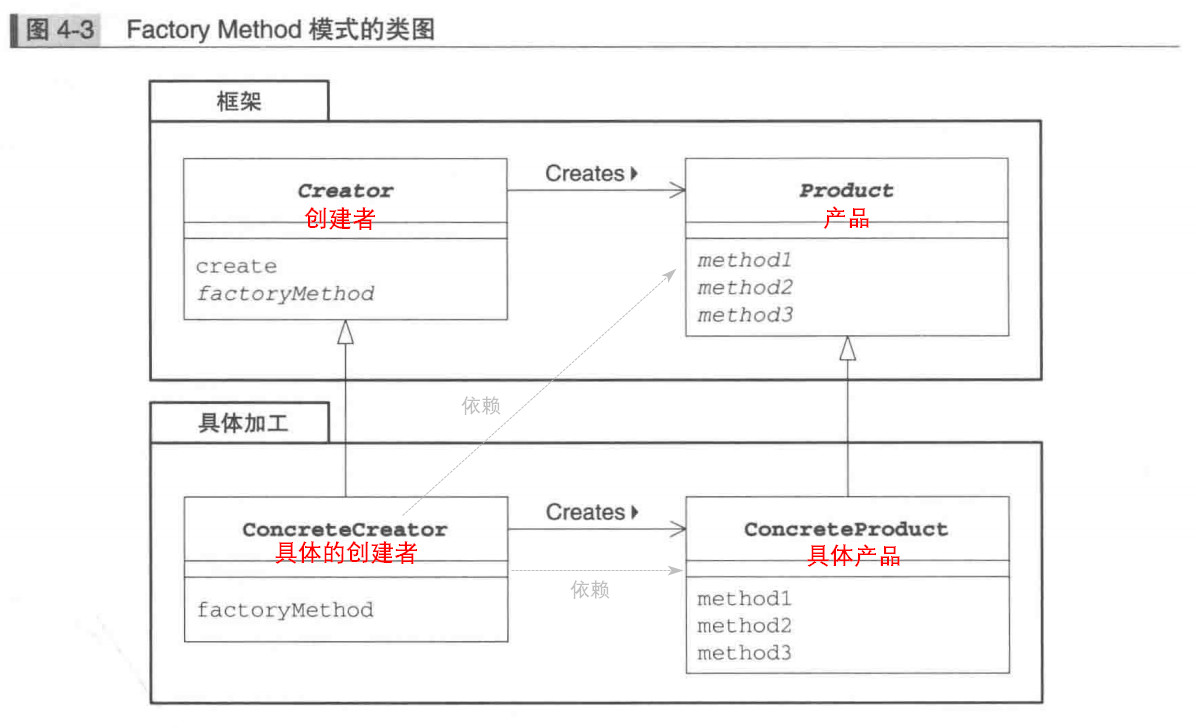 图 4-3 Factory Method 模式的类图
框架
Creator
创建者
create
factoryMethod
Creates
Product
产品
method1
method2
method3
依赖
具体加工
ConcreteCreator
具体的创建者
factoryMethod
Creates
依赖
ConcreteProduct
具体产品
method1
method2
method3